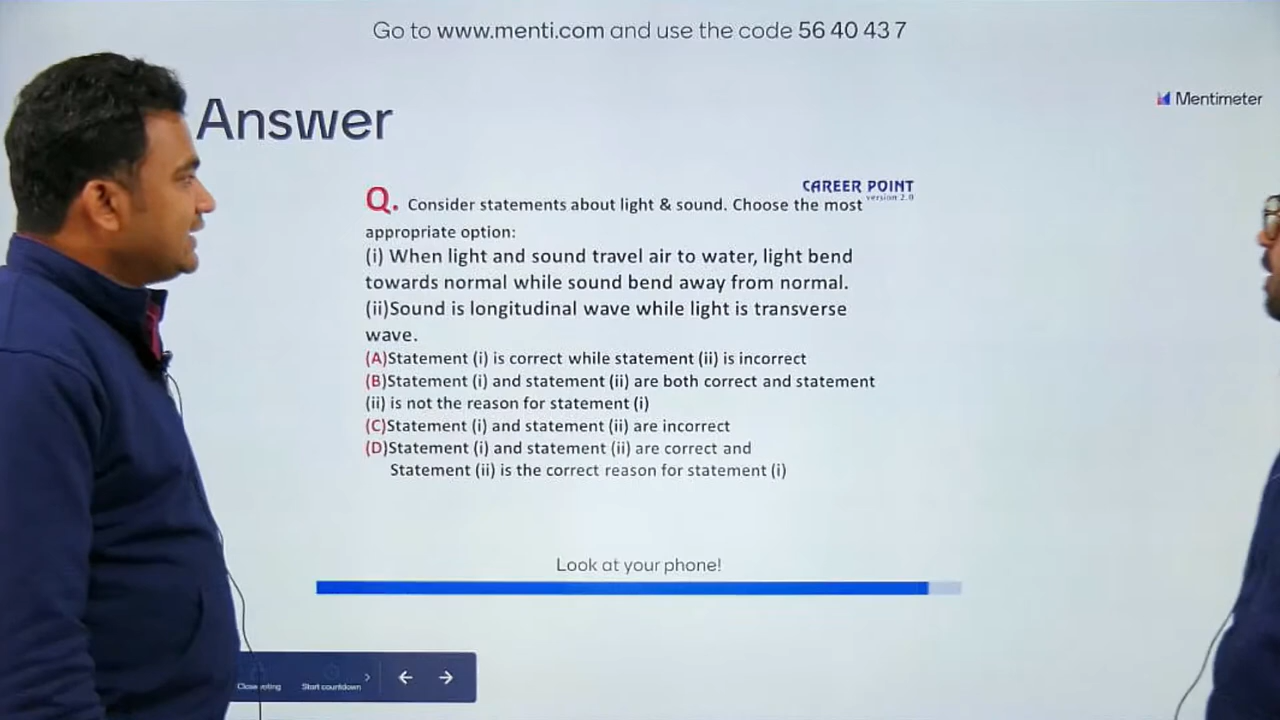 Go to www.menti.com and use the code 56 40 43 7
Mentimeter
Answer
CAREER POINT
version 2.0
Q. Consider statements about light & sound. Choose the most
appropriate option:
(i) When light and sound travel air to water, light bend
towards normal while sound bend away from normal.
(ii)Sound is longitudinal wave while light is transverse
wave.
(A)Statement (i) is correct while statement (ii) is incorrect
(B)Statement (i) and statement (ii) are both correct and statement
(ii) is not the reason for statement (i)
(C)Statement (i) and statement (ii) are incorrect
(D)Statement (i) and statement (ii) are correct and
Statement (ii) is the correct reason for statement (i)
Look at your phone!
Close voting Start countdown